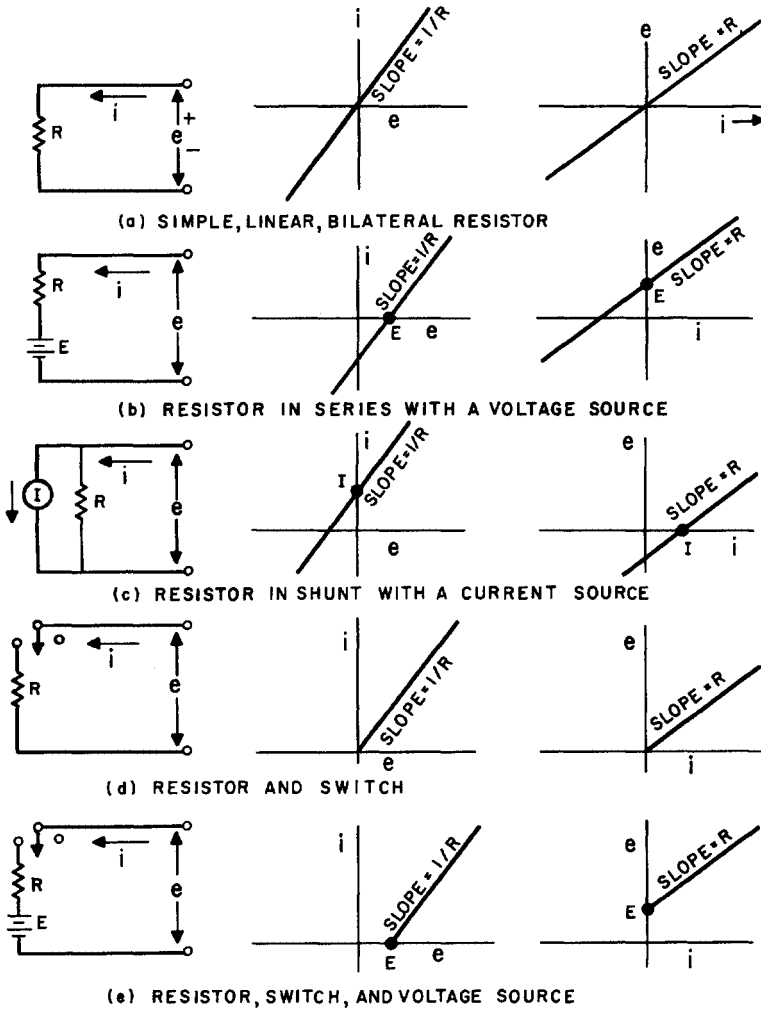 i
SLOPE=1/R
e
e
SLOPE=R
i
R
i
e
+
−
(a) SIMPLE, LINEAR, BILATERAL RESISTOR
R
E
i
e
i
SLOPE=1/R
E
e
e
SLOPE=R
E
i
(b) RESISTOR IN SERIES WITH A VOLTAGE SOURCE
I
R
i
e
i
I
SLOPE=1/R
e
e
SLOPE=R
I
i
(c) RESISTOR IN SHUNT WITH A CURRENT SOURCE
R
i
e
i
SLOPE=1/R
e
e
SLOPE=R
i
(d) RESISTOR AND SWITCH
R
E
i
e
i
SLOPE=1/R
E
e
e
SLOPE=R
E
i
(e) RESISTOR, SWITCH, AND VOLTAGE SOURCE